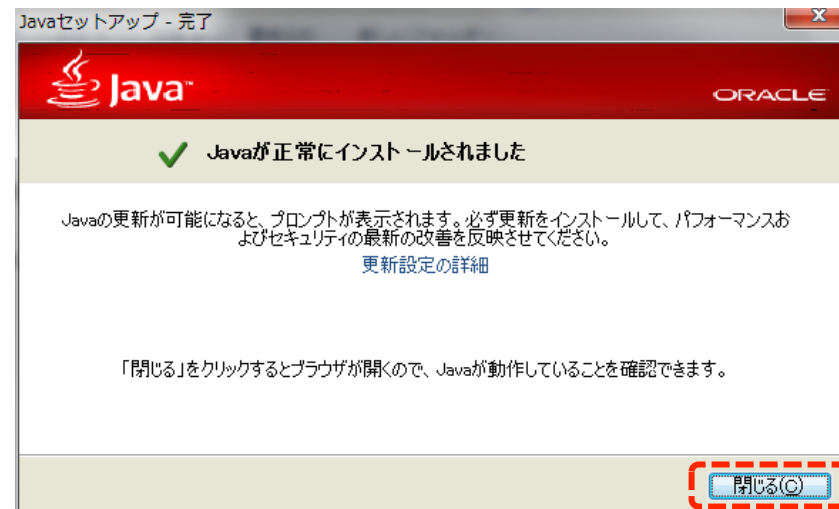 Javaセットアップ - 完了
Java™
ORACLE
Javaが正常にインストールされました
Javaの更新が可能になると、プロンプトが表示されます。必ず更新をインストールして、パフォーマンスお
よびセキュリティの最新の改善を反映させてください。
更新設定の詳細
「閉じる」をクリックするとブラウザが開くので、Javaが動作していることを確認できます。
閉じる(C)